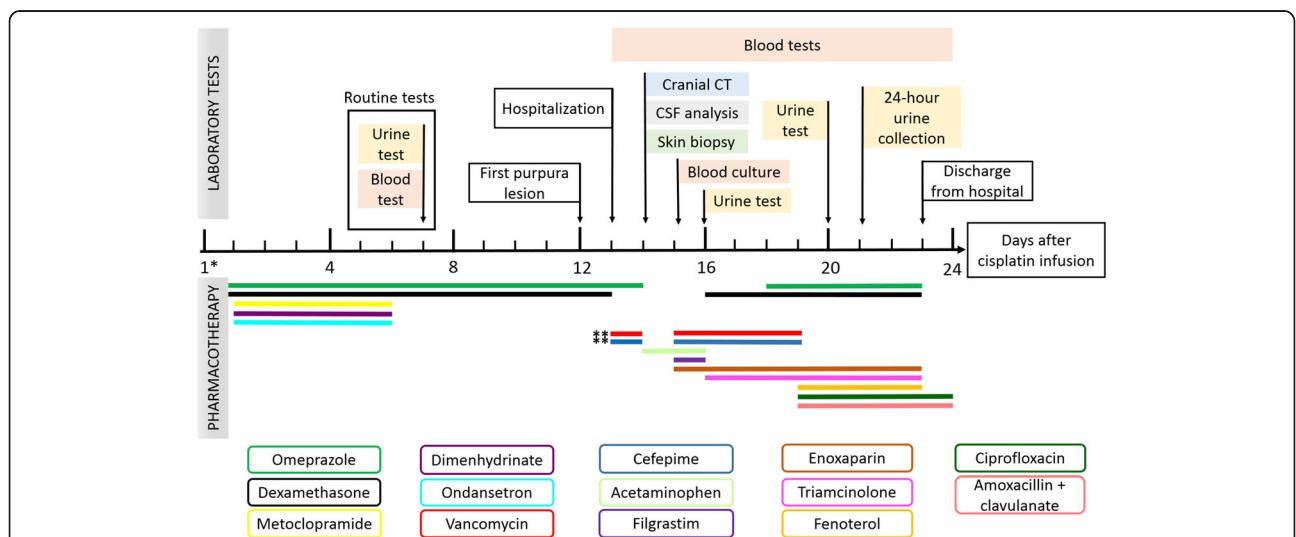 LABORATORY TESTS
Blood tests
Routine tests
Urine
test
Blood
test
Hospitalization
First purpura
lesion
Cranial CT
CSF analysis
Skin biopsy
Blood culture
Urine test
Urine
test
24-hour
urine
collection
Discharge
from hospital
1* 4 8 12 16 20 24
Days after
cisplatin infusion
PHARMACOTHERAPY
**
**
Omeprazole
Dimenhydrinate
Cefepime
Enoxaparin
Ciprofloxacin
Dexamethasone
Ondansetron
Acetaminophen
Triamcinolone
Amoxacillin +
clavulanate
Metoclopramide
Vancomycin
Filgrastim
Fenoterol